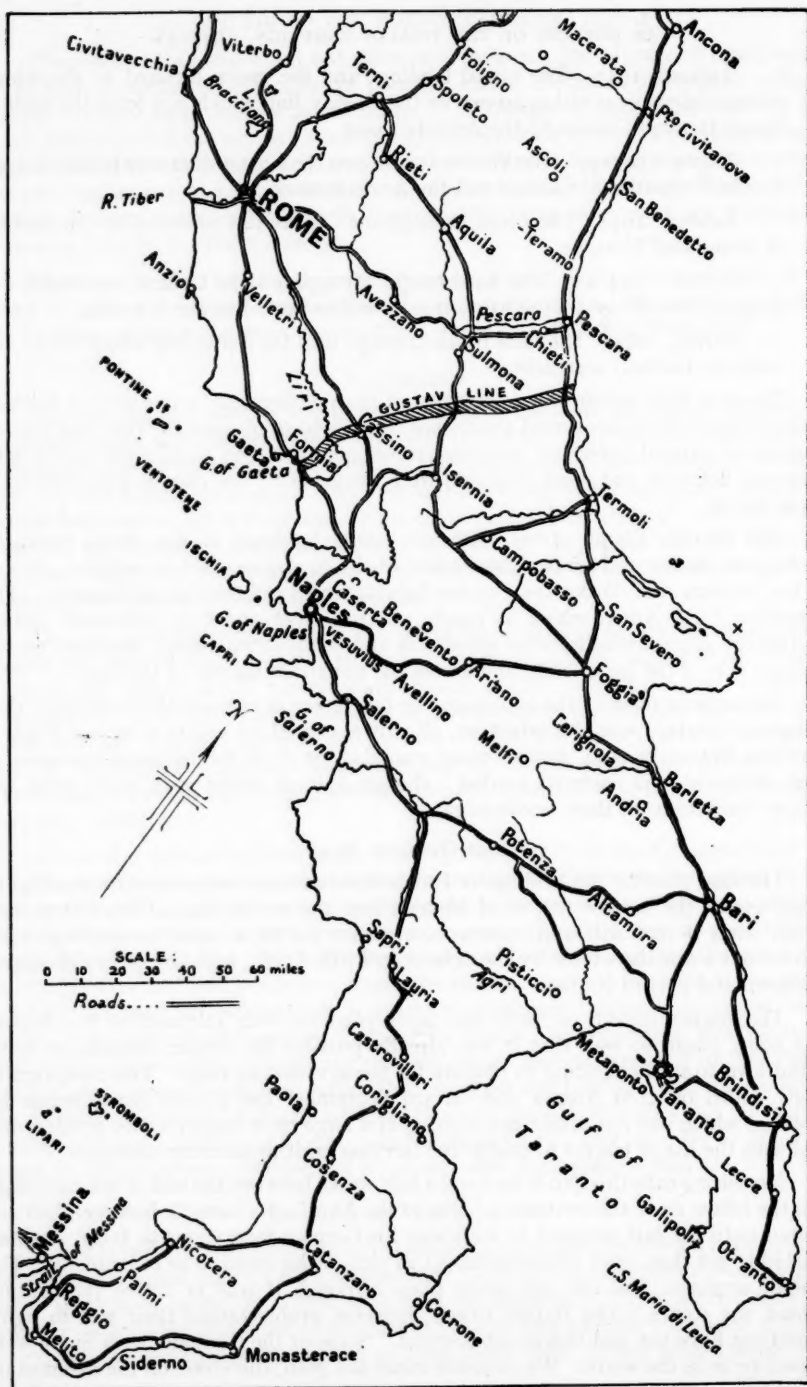 Ancona
Macerata
Viterbo
Civitavecchia
Foligno
Terni
Spoleto
Bracciano
L.
Pto Civitanova
Rieti
Ascoli
San Benedetto
R. Tiber
ROME
Aquila
Teramo
Anzio
Velletri
Avezzano
Pescara
Pescara
Chieti
Sulmona
PONTINE IS
Liri
GUSTAV LINE
Cassino
Gaeta
Formia
G. of Gaeta
Isernia
VENTOTENE
Termoli
ISCHIA
Campobasso
Naples
Caserta
Benevento
San Severo
G. of Naples
CAPRI
VESUVIUS
Avellino
Ariano
Foggia
Salerno
G. of
Salerno
Melfi
Cerignola
N
Andria
Balletta
Potenza
Bari
Altamura
SCALE:
0 10 20 30 40 50 60 miles
Roads....
Sapri
Lauria
Pisticcio
Agri
Castrovillari
Metaponto
Taranto
Brindisi
Paola
Corigliano
STROMBOLI
LIPARI
Gulf of
Taranto
Lecce
Cosenza
Gallipoli
Messina
Strait of Messina
Nicotera
Otranto
Palmi
Catanzaro
C.S. Maria di Leuca
Reggio
Cotrone
Melito
Siderno
Monasterace